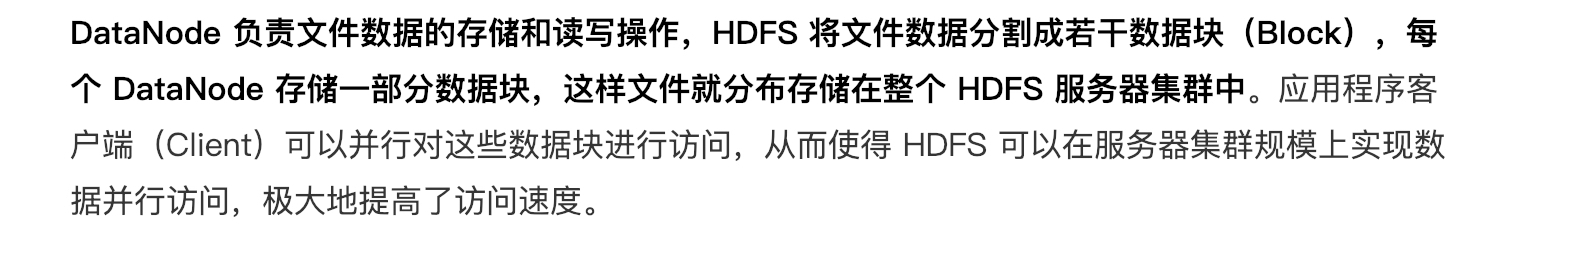 DataNode 负责文件数据的存储和读写操作，HDFS 将文件数据分割成若干数据块（Block），每
个 DataNode 存储一部分数据块，这样文件就分布存储在整个 HDFS 服务器集群中。应用程序客
户端（Client）可以并行对这些数据块进行访问，从而使得 HDFS 可以在服务器集群规模上实现数
据并行访问，极大地提高了访问速度。